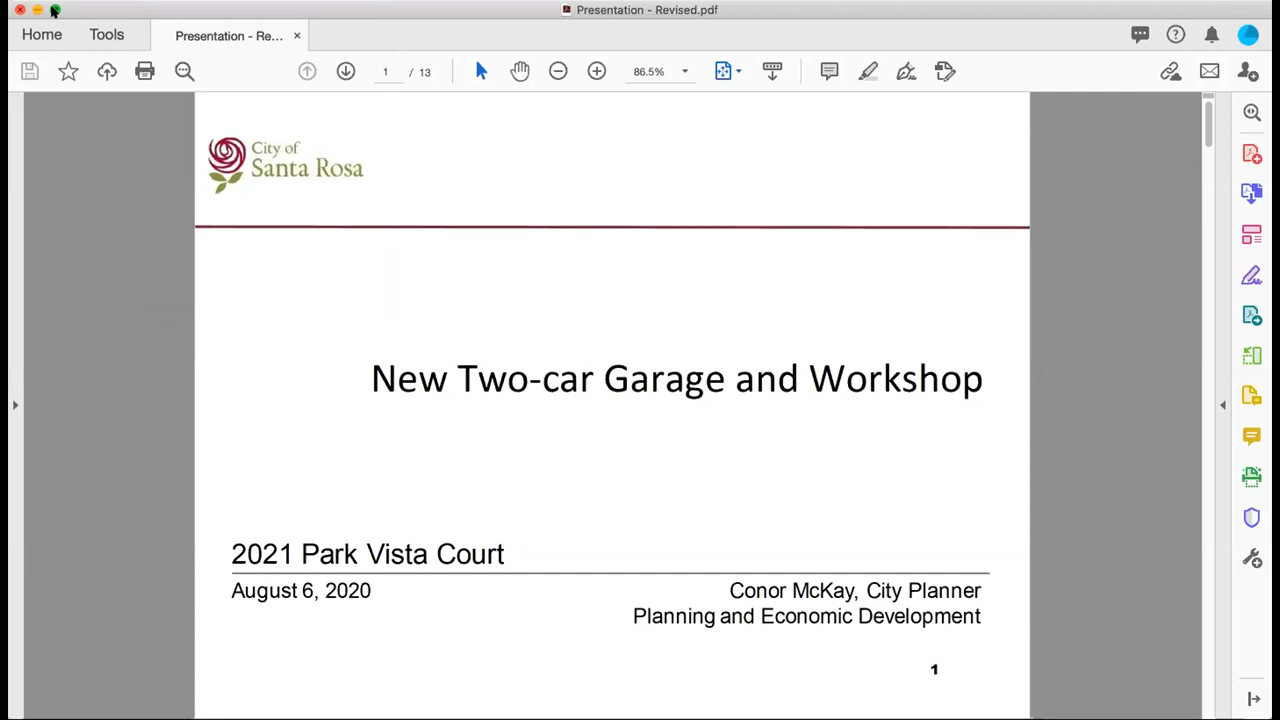 Presentation - Revised.pdf
Home
Tools
Presentation - Re...
1 / 13
86.5%
City of
Santa Rosa
New Two-car Garage and Workshop
2021 Park Vista Court
August 6, 2020
Conor McKay, City Planner
Planning and Economic Development
1